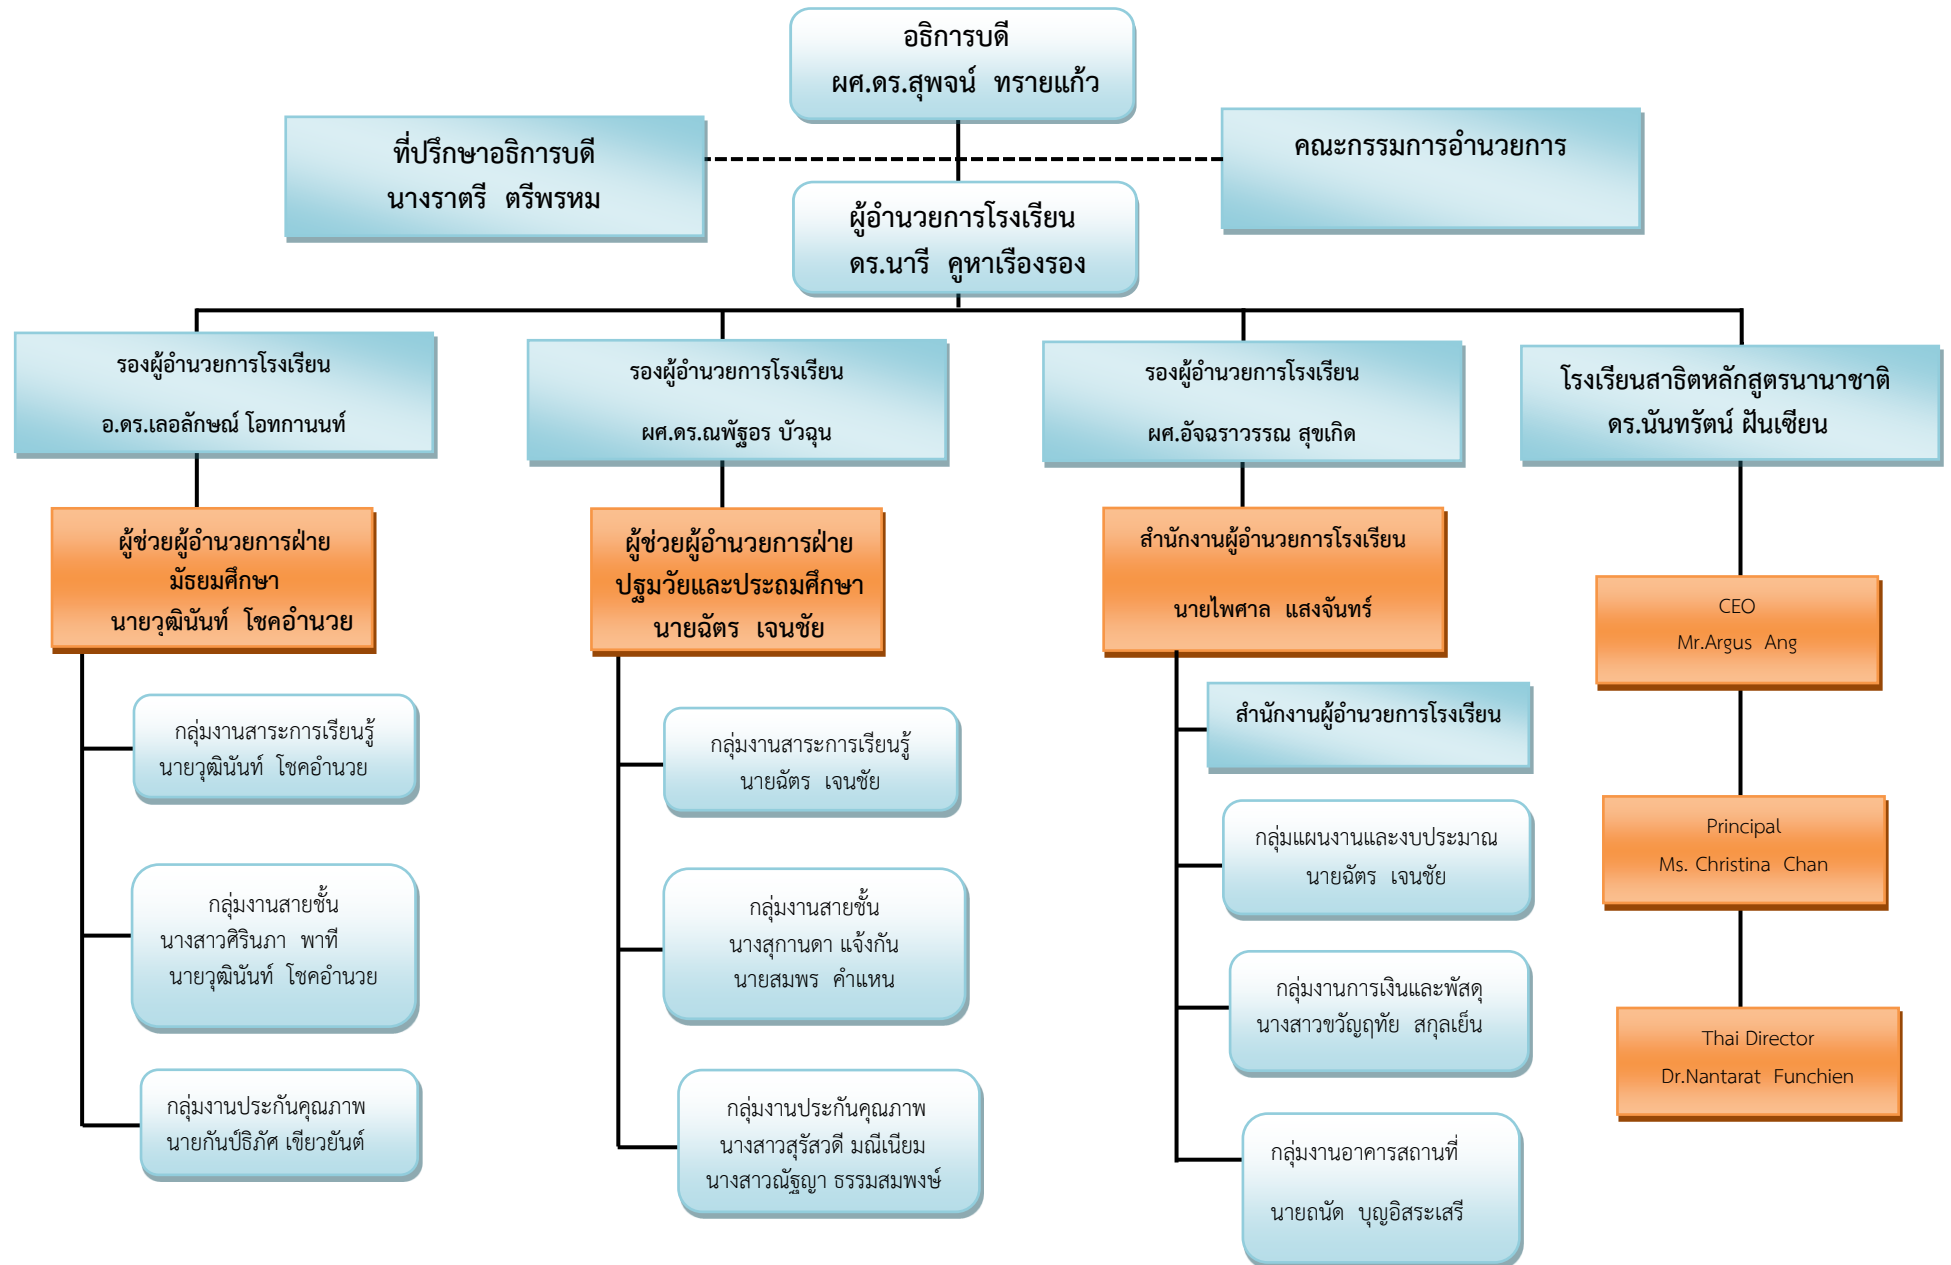 อธิการบดี
ผศ.ดร.สุพจน์ ทรายแก้ว
ที่ปรึกษาอธิการบดี
นางราตรี ตรีพรหม
คณะกรรมการอำนวยการ
ผู้อำนวยการโรงเรียน
ดร.นารี คูหาเรืองรอง
รองผู้อำนวยการโรงเรียน
อ.ดร.เลอลักษณ์ โอทกานนท์
รองผู้อำนวยการโรงเรียน
ผศ.ดร.ณพัฐอร บัวฉุน
รองผู้อำนวยการโรงเรียน
ผศ.อัจฉราวรรณ สุขเกิด
โรงเรียนสาธิตหลักสูตรนานาชาติ
ดร.นันทรัตน์ ฝันเซียน
ผู้ช่วยผู้อำนวยการฝ่าย
มัธยมศึกษา
นายวุฒินันท์ โชคอำนวย
กลุ่มงานสาระการเรียนรู้
นายวุฒินันท์ โชคอำนวย
กลุ่มงานสายชั้น
นางสาวศิรินภา พาที
นายวุฒินันท์ โชคอำนวย
กลุ่มงานประกันคุณภาพ
นายกันป์ธิภัศ เขียวยันต์
ผู้ช่วยผู้อำนวยการฝ่าย
ปฐมวัยและประถมศึกษา
นายฉัตร เจนชัย
กลุ่มงานสาระการเรียนรู้
นายฉัตร เจนชัย
กลุ่มงานสายชั้น
นางสุกานดา แจ้งกัน
นายสมพร คำแหน
กลุ่มงานประกันคุณภาพ
นางสาวสุรัสวดี มณีเนียม
นางสาวณัฐญา ธรรมสมพงษ์
สำนักงานผู้อำนวยการโรงเรียน
นายไพศาล แสงจันทร์
สำนักงานผู้อำนวยการโรงเรียน
กลุ่มแผนงานและงบประมาณ
นายฉัตร เจนชัย
กลุ่มงานการเงินและพัสดุ
นางสาวขวัญฤทัย สกุลเย็น
กลุ่มงานอาคารสถานที่
นายถนัด บุญอิสระเสรี
CEO
Mr.Argus Ang
Principal
Ms. Christina Chan
Thai Director
Dr.Nantarat Funchien